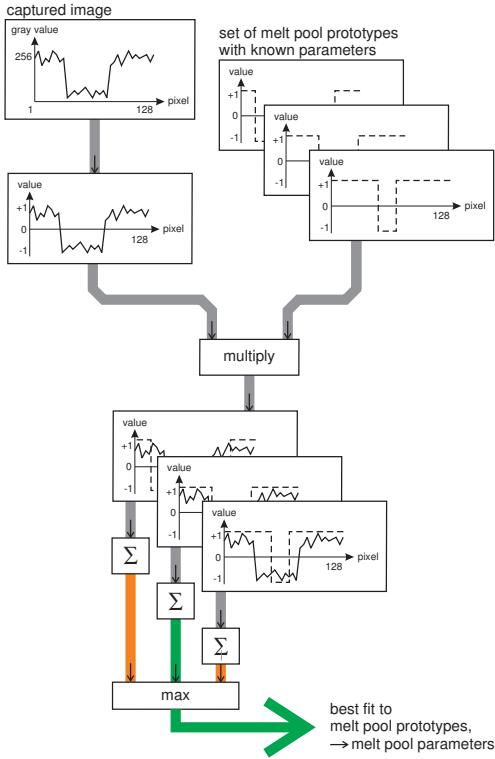 captured image
gray value
256
pixel
1
128
set of melt pool prototypes
with known parameters
value
+1
0
-1
value
+1
0
-1
value
+1
0
-1
128
pixel
value
+1
0
-1
128
pixel
multiply
value
+1
0
-1
value
+1
0
-1
value
+1
0
-1
128
pixel
Σ
Σ
Σ
max
best fit to
melt pool prototypes,
→ melt pool parameters